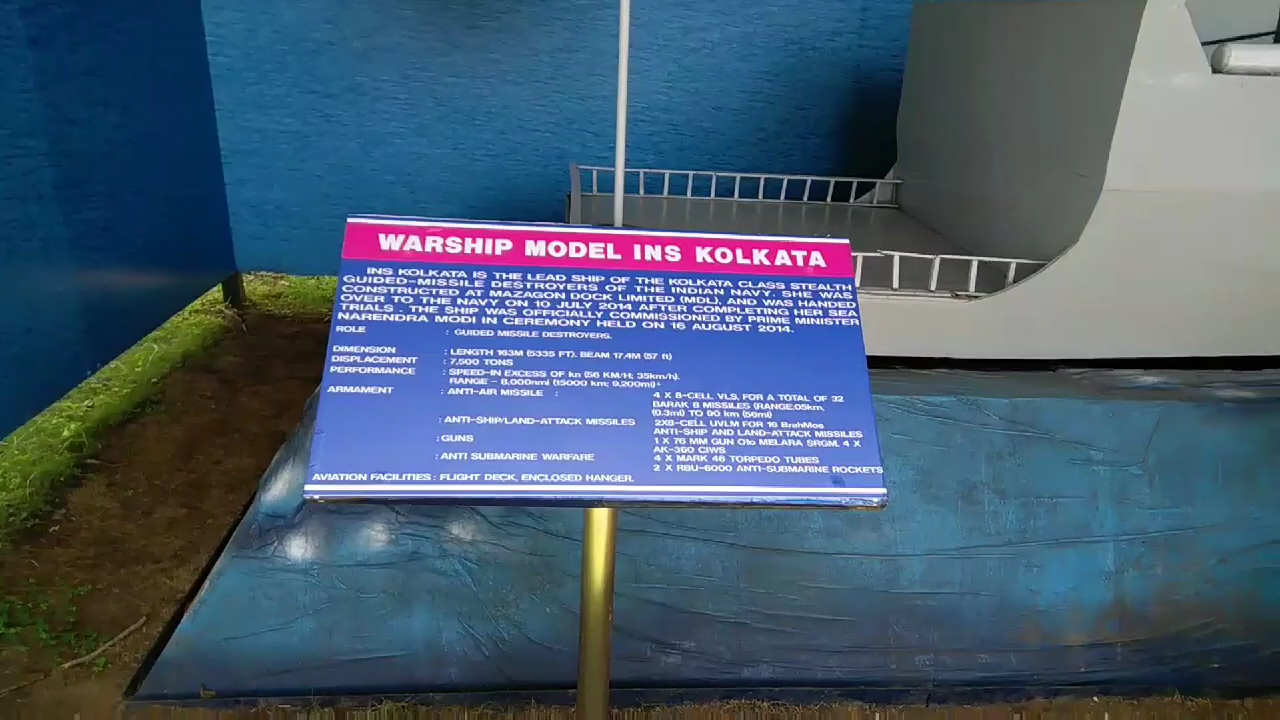 WARSHIP MODEL INS KOLKATA
INS KOLKATA IS THE LEAD SHIP OF THE KOLKATA CLASS STEALTH
GUIDED-MISSILE DESTROYERS OF THE INDIAN NAVY. SHE WAS
CONSTRUCTED AT MAZAGON DOCK LIMITED (MDL), AND WAS HANDED
OVER TO THE NAVY ON 10 JULY 2014 AFTER COMPLETING HER SEA
TRIALS . THE SHIP WAS OFFICIALLY COMMISSIONED BY PRIME MINISTER
NARENDRA MODI IN CEREMONY HELD ON 16 AUGUST 2014.
ROLE : GUIDED MISSILE DESTROYERS.
DIMENSION : LENGTH 163M (5335 FT). BEAM 17.4M (57 ft)
DISPLACEMENT : 7,500 TONS
PERFORMANCE : SPEED-IN EXCESS OF kn (56 KM/H; 35km/h).
RANGE - 8,000nmi (15000 km; 9,200mi)
ARMAMENT : ANTI-AIR MISSILE : 4 X 8-CELL VLS, FOR A TOTAL OF 32
BARAK 8 MISSILES (RANGE.05km,
(0.3mi) TO 90 km (56mi)
: ANTI-SHIP/LAND-ATTACK MISSILES 2X8-CELL UVLM FOR 16 BrahMos
ANTI-SHIP AND LAND-ATTACK MISSILES
: GUNS 1 X 76 MM GUN Oto MELARA SRGM. 4 X
AK-360 CIWS
: ANTI SUBMARINE WARFARE 4 X MARK 46 TORPEDO TUBES
2 X RBU-6000 ANTI-SUBMARINE ROCKETS
AVIATION FACILITIES : FLIGHT DECK, ENCLOSED HANGER.